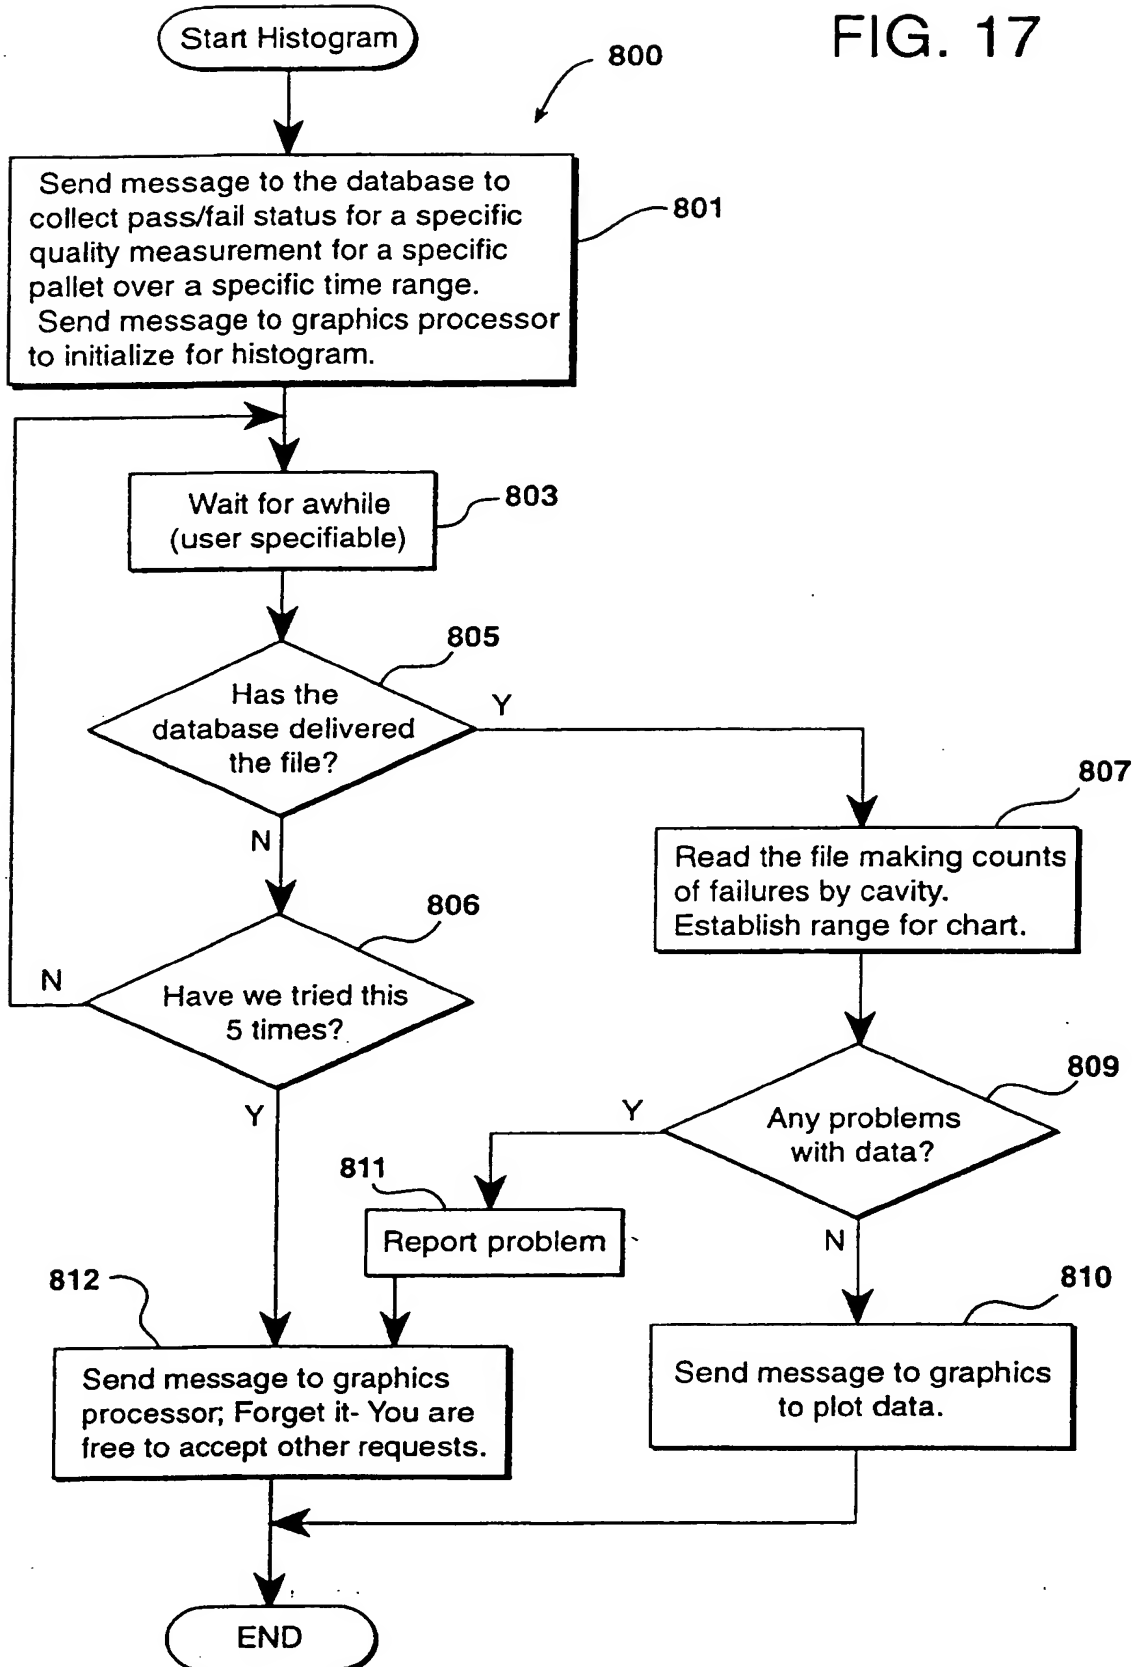 FIG. 17
Start Histogram
800
Send message to the database to
collect pass/fail status for a specific
quality measurement for a specific
pallet over a specific time range.
Send message to graphics processor
to initialize for histogram.
801
Wait for awhile
(user specifiable)
803
805
Has the
database delivered
the file?
Y
N
807
Read the file making counts
of failures by cavity.
Establish range for chart.
806
Have we tried this
5 times?
N
Y
809
Any problems
with data?
Y
N
811
Report problem
812
Send message to graphics
processor; Forget it- You are
free to accept other requests.
810
Send message to graphics
to plot data.
END